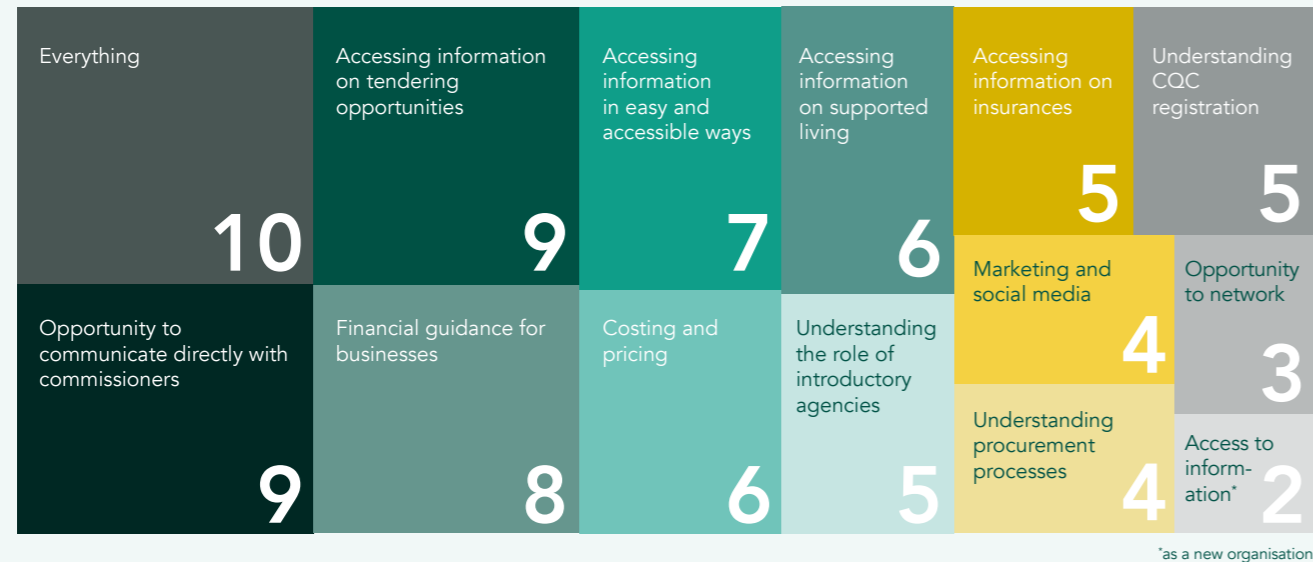 Everything
10
Accessing information
on tendering
opportunities
9
Accessing
information
in easy and
accessible ways
7
Accessing
information
on supported
living
6
Accessing
information on
insurances
5
Understanding
CQC
registration
5
Opportunity to
communicate directly with
commissioners
9
Financial guidance for
businesses
8
Costing and
pricing
6
Understanding
the role of
introductory
agencies
5
Marketing and
social media
4
Opportunity
to network
3
Understanding
procurement
processes
4
Access to
inform-
ation*
2
*as a new organisation